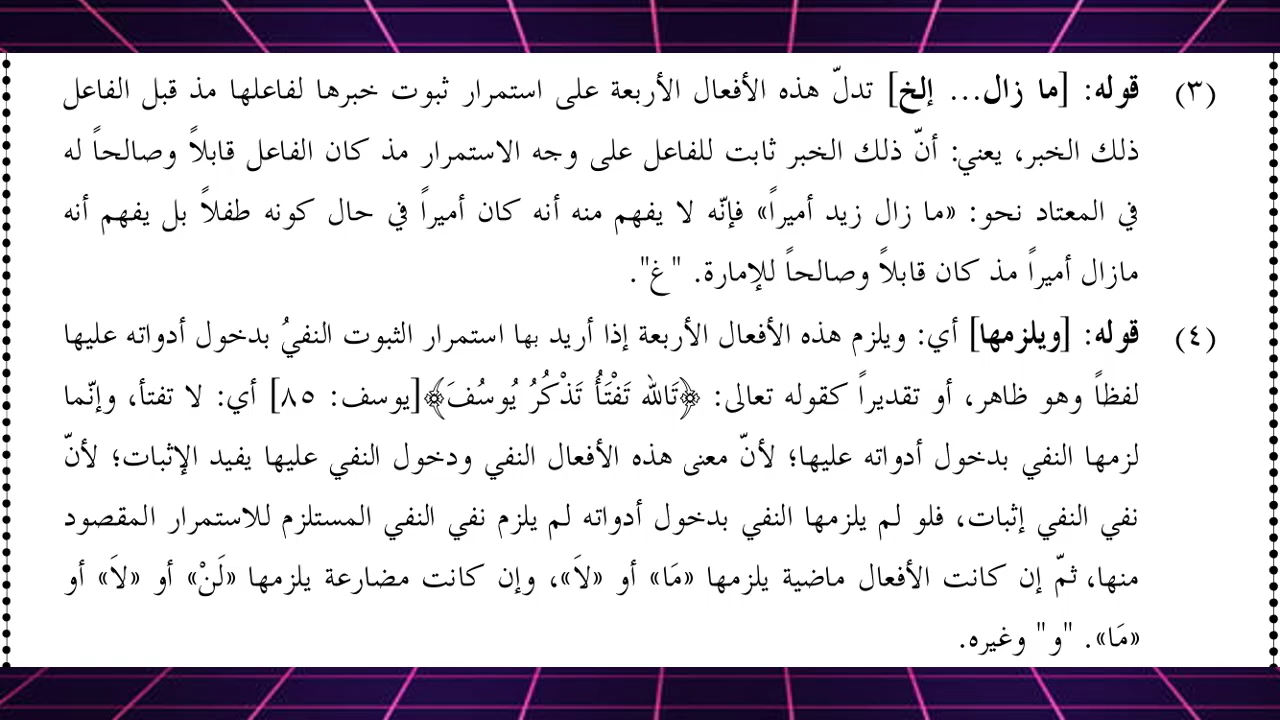 (٣) قوله: [ما زال... إلخ] تدلّ هذه الأفعال الأربعة على استمرار ثبوت خبرها لفاعلها مذ قبل الفاعل
ذلك الخبر، يعني: أنّ ذلك الخبر ثابت للفاعل على وجه الاستمرار مذ كان الفاعل قابلاً وصالحاً له
في المعتاد نحو: «ما زال زيد أميراً» فإنّه لا يفهم منه أنه كان أميراً في حال كونه طفلاً بل يفهم أنه
مازال أميراً مذ كان قابلاً وصالحاً للإمارة. "غ".
(٤) قوله: [ويلزمها] أي: ويلزم هذه الأفعال الأربعة إذا أريد بها استمرار الثبوت النفيُ بدخول أدواته عليها
لفظاً وهو ظاهر، أو تقديراً كقوله تعالى: ﴿تَاللّٰه تَفْتَأُ تَذْكُرُ يُوسُفَ﴾[يوسف: ٨٥] أي: لا تفتأ، وإنّما
لزمها النفي بدخول أدواته عليها؛ لأنّ معنى هذه الأفعال النفي ودخول النفي عليها يفيد الإثبات؛ لأنّ
نفي النفي إثبات، فلو لم يلزمها النفي بدخول أدواته لم يلزم نفي النفي المستلزم للاستمرار المقصود
منها، ثمّ إن كانت الأفعال ماضية يلزمها «مَا» أو «لاَ»، وإن كانت مضارعة يلزمها «لَنْ» أو «لاَ» أو
«مَا». "و" وغيره.